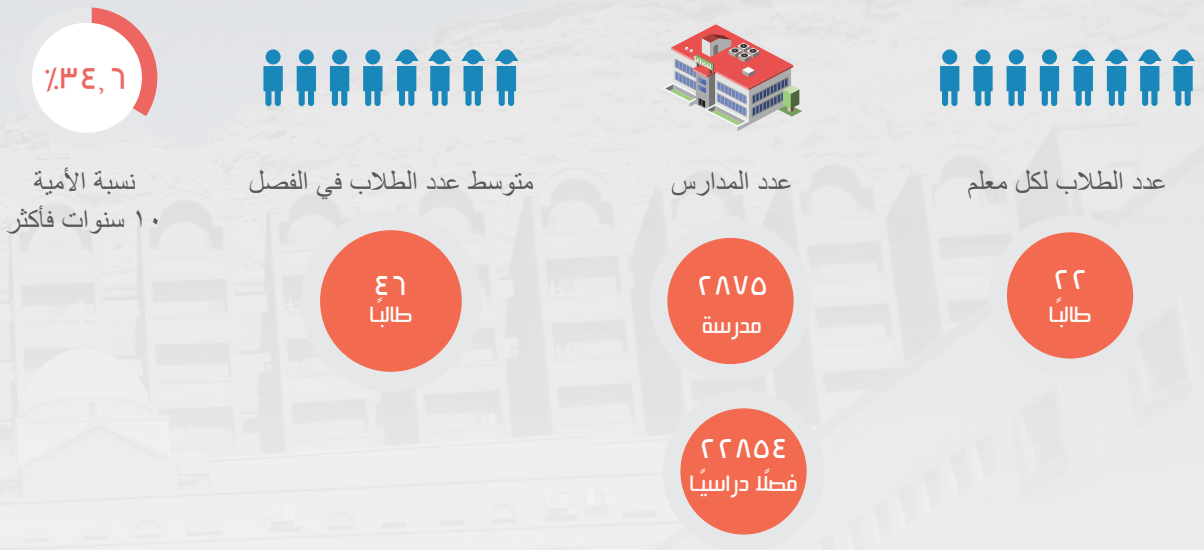 عدد الطلاب لكل معلم
٢٢
طالبًا
عدد المدارس
٢٨٧٥
مدرسة
٢٢٨٥٤
فصلًا دراسيًا
متوسط عدد الطلاب في الفصل
٤٦
طالبًا
٪٣٤,٦
نسبة الأمية
١٠ سنوات فأكثر